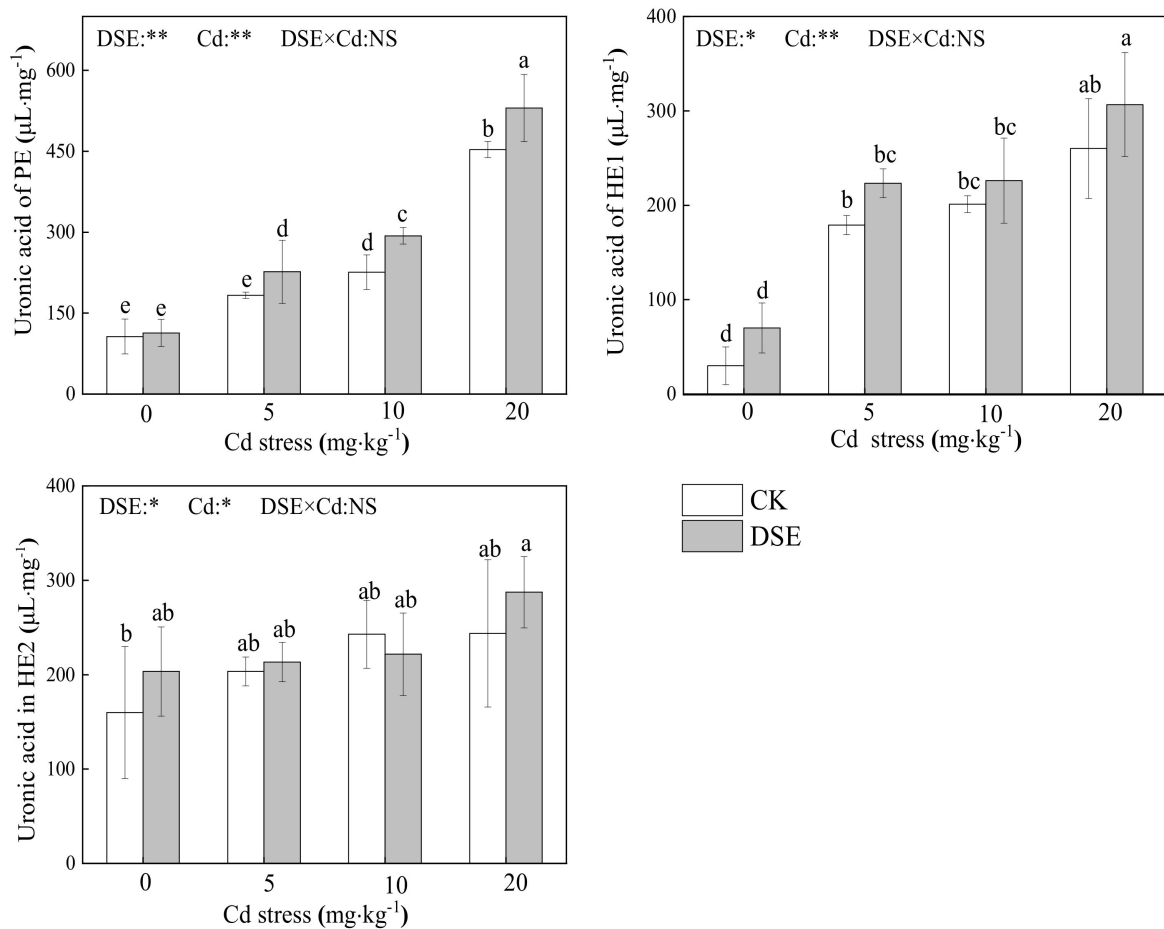 DSE:** Cd:** DSE×Cd:NS
Uronic acid of PE (µL·mg⁻¹)
600
450
300
150
0
e e e d d c b a
0 5 10 20
Cd stress (mg·kg⁻¹)
DSE:* Cd:** DSE×Cd:NS
Uronic acid of HE1 (µL·mg⁻¹)
400
300
200
100
0
d d b bc bc bc ab a
0 5 10 20
Cd stress (mg·kg⁻¹)
DSE:* Cd:* DSE×Cd:NS
Uronic acid in HE2 (µL·mg⁻¹)
400
300
200
100
0
b ab ab ab ab ab ab a
0 5 10 20
Cd stress (mg·kg⁻¹)
CK
DSE